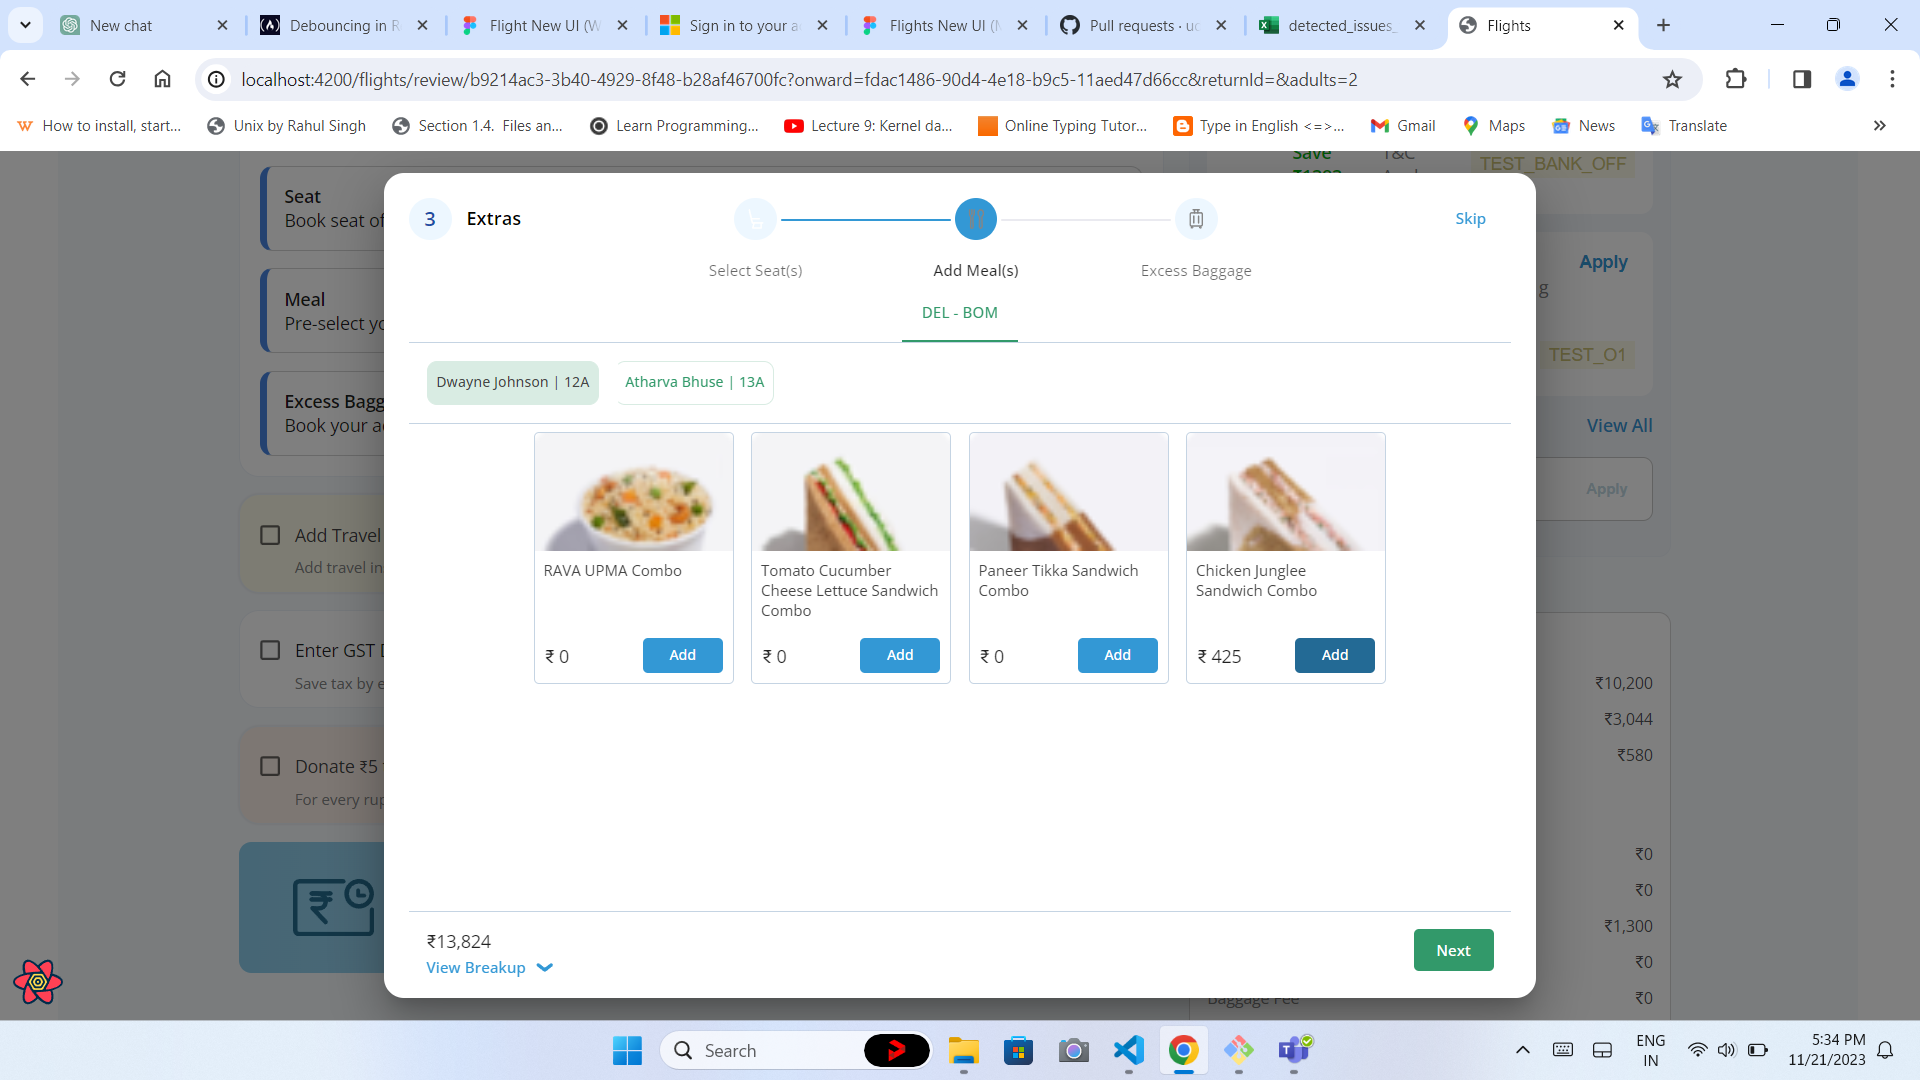 New chat
Debouncing in R
Flight New UI (W
Sign in to your a
Flights New UI (N
Pull requests · uc
detected_issues_
Flights
localhost:4200/flights/review/b9214ac3-3b40-4929-8f48-b28af46700fc?onward=fdac1486-90d4-4e18-b9c5-11aed47d66cc&returnId=&adults=2
How to install, start...
Unix by Rahul Singh
Section 1.4. Files an...
Learn Programming...
Lecture 9: Kernel da...
Online Typing Tutor...
Type in English <=>...
Gmail
Maps
News
Translate
»
Save
T&C
TEST_BANK_OFF
Seat
Book seat of
3
Extras
Skip
Select Seat(s)
Add Meal(s)
Excess Baggage
DEL - BOM
Apply
g
Meal
Pre-select yo
TEST_O1
Dwayne Johnson | 12A
Atharva Bhuse | 13A
Excess Bagg
Book your a
View All
Apply
RAVA UPMA Combo
₹ 0
Add
Tomato Cucumber
Cheese Lettuce Sandwich
Combo
₹ 0
Add
Paneer Tikka Sandwich
Combo
₹ 0
Add
Chicken Junglee
Sandwich Combo
₹ 425
Add
Add Travel
Add travel in
Enter GST D
Save tax by e
Donate ₹5
For every rup
₹
₹10,200
₹3,044
₹580
₹0
₹0
₹1,300
₹0
Baggage Fee
₹0
₹13,824
View Breakup
Next
Search
ENG
IN
5:34 PM
11/21/2023